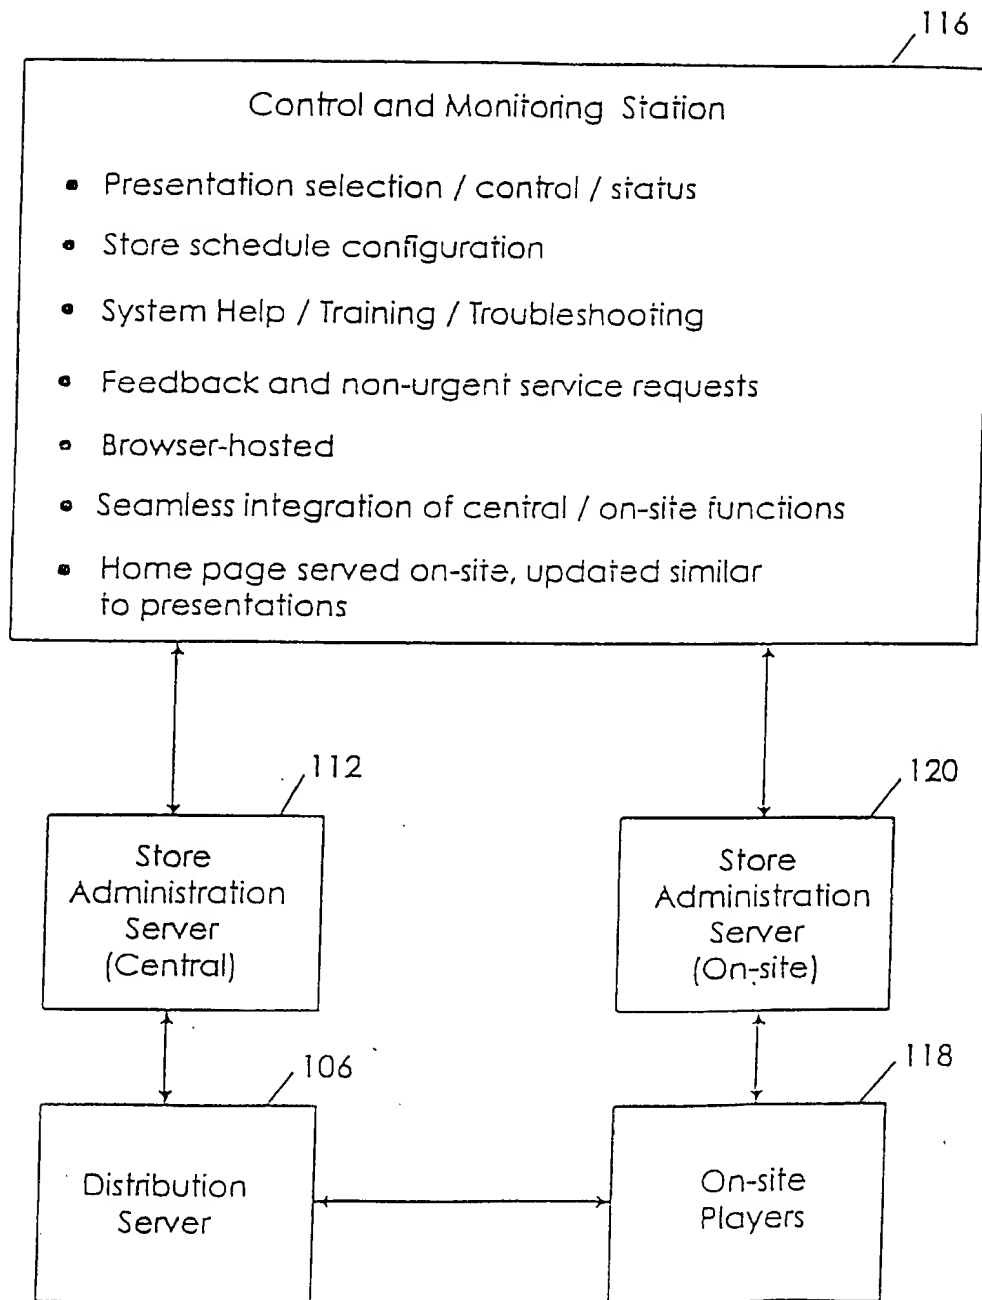 116
Control and Monitoring Station
• Presentation selection / control / status
• Store schedule configuration
• System Help / Training / Troubleshooting
• Feedback and non-urgent service requests
• Browser-hosted
• Seamless integration of central / on-site functions
• Home page served on-site, updated similar
to presentations
112
Store
Administration
Server
(Central)
120
Store
Administration
Server
(On-site)
106
Distribution
Server
118
On-site
Players